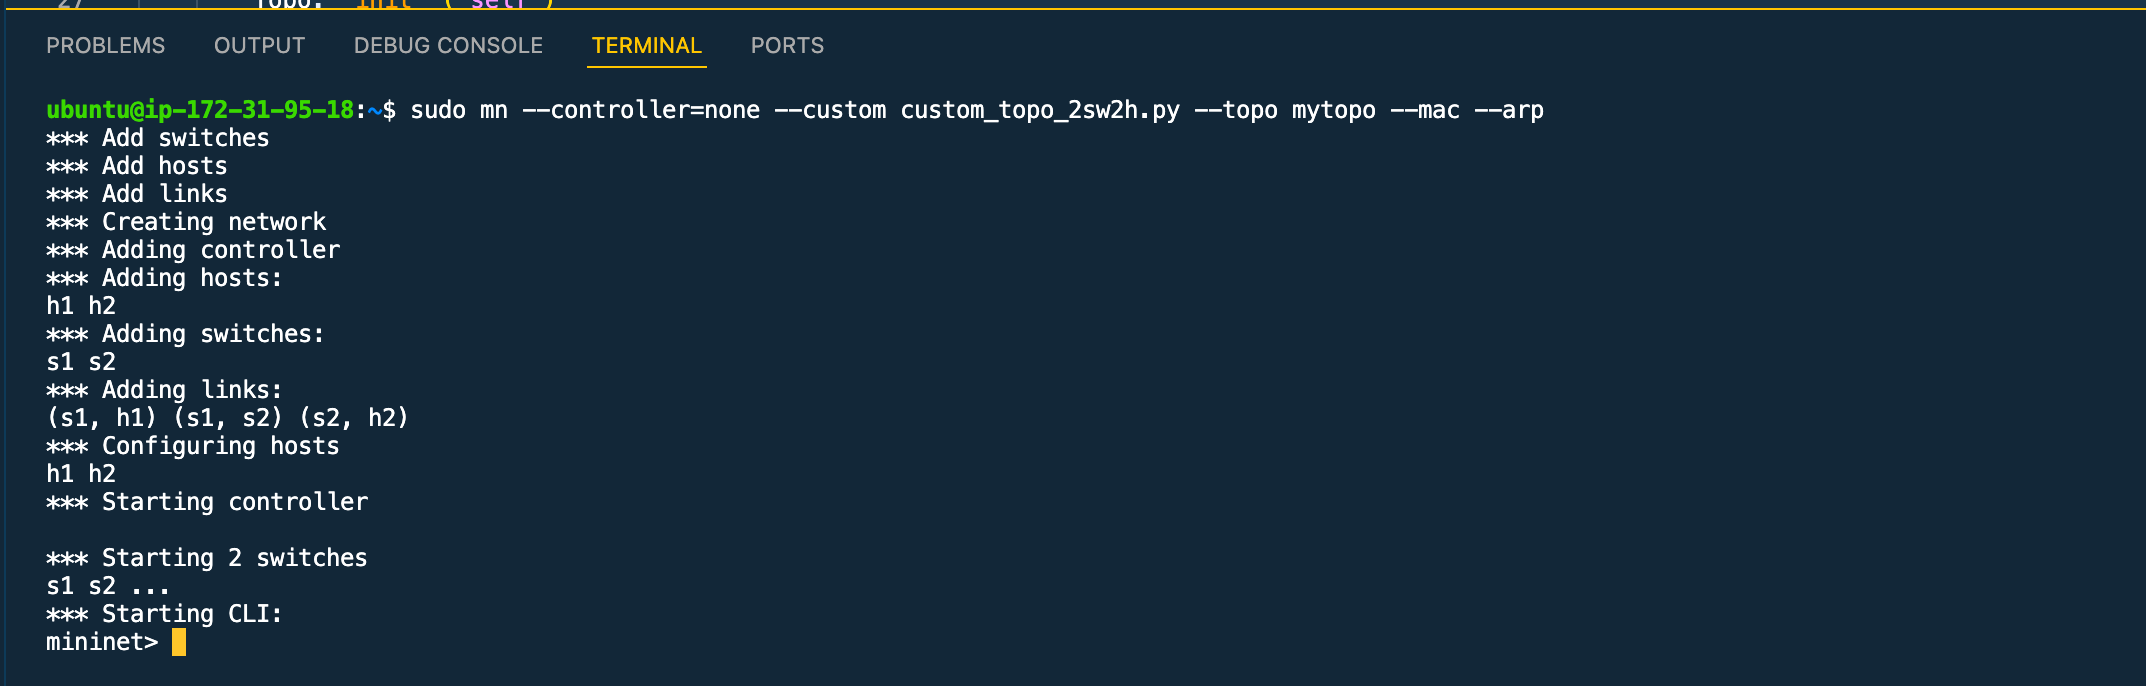 PROBLEMS OUTPUT DEBUG CONSOLE TERMINAL PORTS
ubuntu@ip-172-31-95-18:~$ sudo mn --controller=none --custom custom_topo_2sw2h.py --topo mytopo --mac --arp
*** Add switches
*** Add hosts
*** Add links
*** Creating network
*** Adding controller
*** Adding hosts:
h1 h2
*** Adding switches:
s1 s2
*** Adding links:
(s1, h1) (s1, s2) (s2, h2)
*** Configuring hosts
h1 h2
*** Starting controller
*** Starting 2 switches
s1 s2 ...
*** Starting CLI:
mininet>